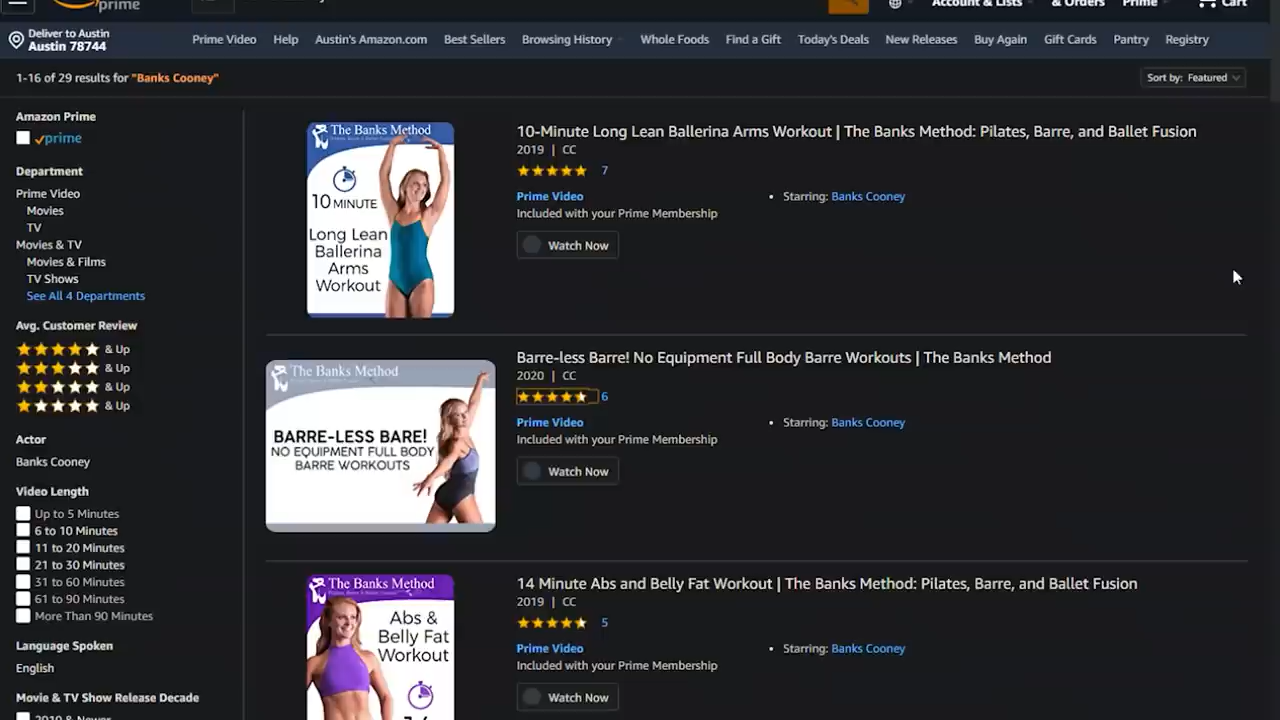 prime
Account & Lists
& Orders
Prime
Cart
Deliver to Austin
Austin 78744
Prime Video
Help
Austin's Amazon.com
Best Sellers
Browsing History
Whole Foods
Find a Gift
Today's Deals
New Releases
Buy Again
Gift Cards
Pantry
Registry
1-16 of 29 results for "Banks Cooney"
Sort by: Featured
Amazon Prime
prime
Department
Prime Video
Movies
TV
Movies & TV
Movies & Films
TV Shows
See All 4 Departments
Avg. Customer Review
& Up
& Up
& Up
& Up
Actor
Banks Cooney
Video Length
Up to 5 Minutes
6 to 10 Minutes
11 to 20 Minutes
21 to 30 Minutes
31 to 60 Minutes
61 to 90 Minutes
More Than 90 Minutes
Language Spoken
English
Movie & TV Show Release Decade
2010 & Newer
The Banks Method
10 MINUTE
Long Lean
Ballerina
Arms
Workout
10-Minute Long Lean Ballerina Arms Workout | The Banks Method: Pilates, Barre, and Ballet Fusion
2019 | CC
7
Prime Video
Included with your Prime Membership
Watch Now
• Starring: Banks Cooney
The Banks Method
BARRE-LESS BARE!
NO EQUIPMENT FULL BODY
BARRE WORKOUTS
Barre-less Barre! No Equipment Full Body Barre Workouts | The Banks Method
2020 | CC
6
Prime Video
Included with your Prime Membership
Watch Now
• Starring: Banks Cooney
The Banks Method
Abs &
Belly Fat
Workout
14 Minute Abs and Belly Fat Workout | The Banks Method: Pilates, Barre, and Ballet Fusion
2019 | CC
5
Prime Video
Included with your Prime Membership
Watch Now
• Starring: Banks Cooney